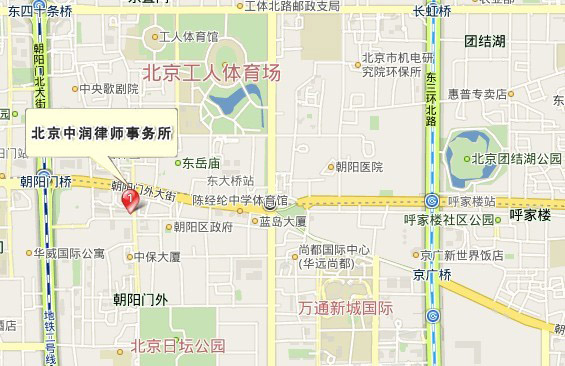 东四十条桥
工体北路邮政支局
长虹桥
工人体育馆
团结湖
北京市机电研
究院环保所
北京工人体育场
中央歌剧院
惠普专卖店
朝阳门北大街
东三环北路
北京中润律师事务所
东岳庙
朝阳医院
北京团结湖公园
朝阳门桥
朝阳门外大街
东大桥站
陈经纶中学体育馆
呼家楼站
朝阳区政府
蓝岛大厦
呼家楼社区公园
呼家楼
华威国际公寓
中保大厦
尚都国际中心
(华远尚都)
京广新世界饭店
京广桥
朝阳门外
万通新城国际
地铁二号线
北京日坛公园